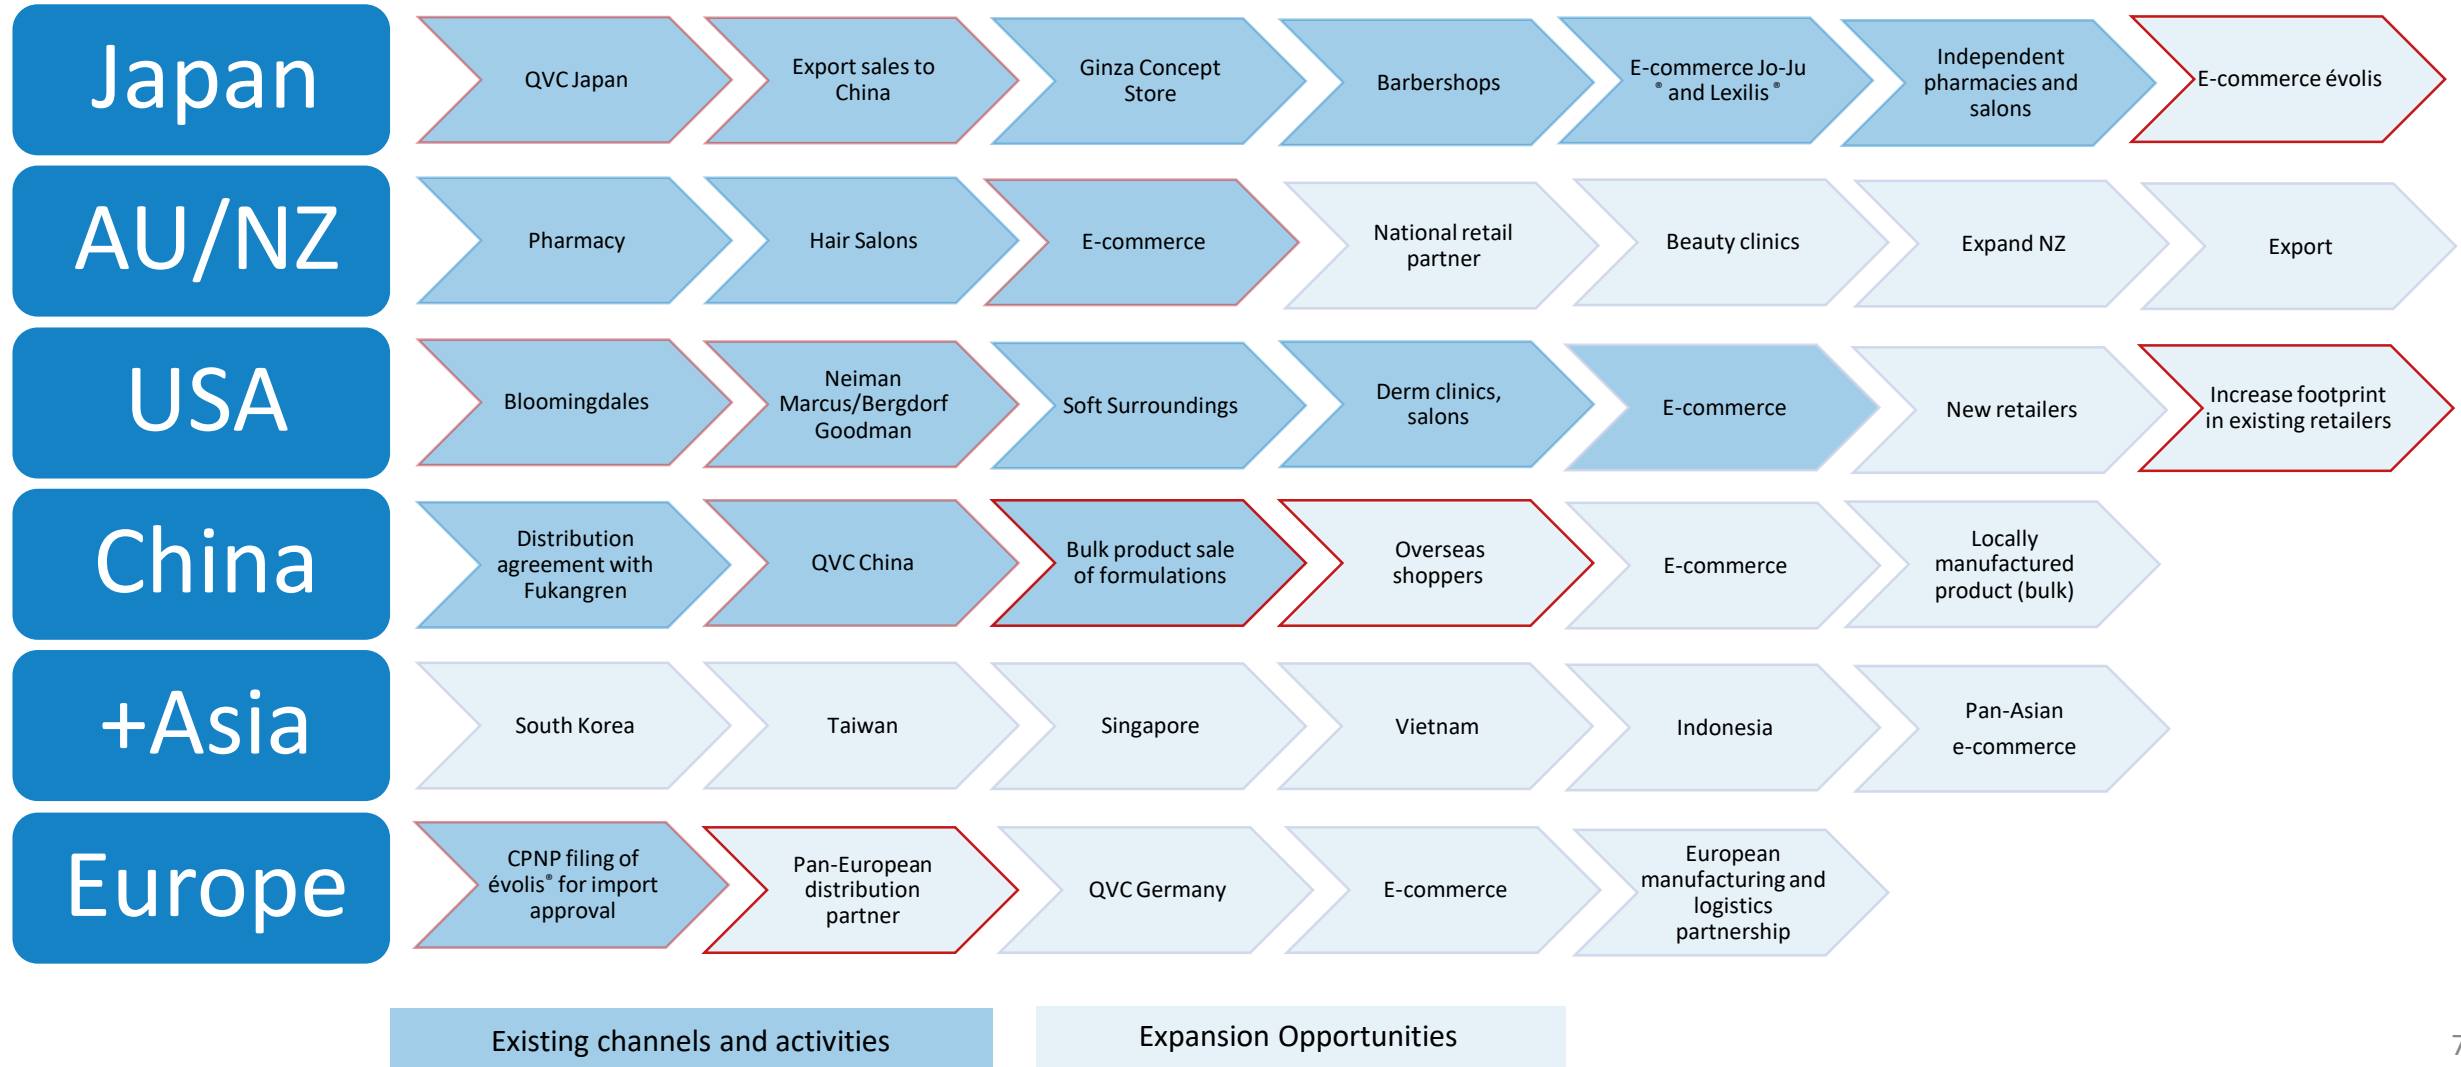 Japan
QVC Japan
Export sales to
China
Ginza Concept
Store
Barbershops
E-commerce Jo-Ju
® and Lexilis ®
Independent
pharmacies and
salons
E-commerce évolis
AU/NZ
Pharmacy
Hair Salons
E-commerce
National retail
partner
Beauty clinics
Expand NZ
Export
USA
Bloomingdales
Neiman
Marcus/Bergdorf
Goodman
Soft Surroundings
Derm clinics,
salons
E-commerce
New retailers
Increase footprint
in existing retailers
China
Distribution
agreement with
Fukangren
QVC China
Bulk product sale
of formulations
Overseas
shoppers
E-commerce
Locally
manufactured
product (bulk)
+Asia
South Korea
Taiwan
Singapore
Vietnam
Indonesia
Pan-Asian
e-commerce
Europe
CPNP filing of
évolis® for import
approval
Pan-European
distribution
partner
QVC Germany
E-commerce
European
manufacturing and
logistics
partnership
Existing channels and activities
Expansion Opportunities
7